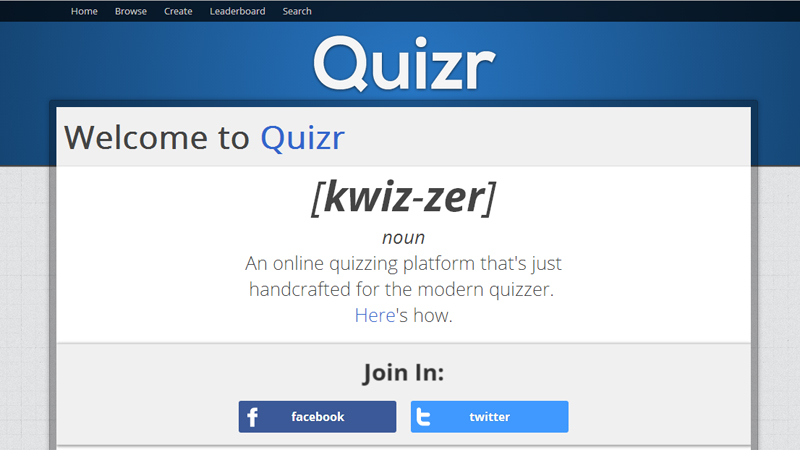 Home Browse Create Leaderboard Search
Quizr
Welcome to Quizr
[kwiz-zer]
noun
An online quizzing platform that's just
handcrafted for the modern quizzer.
Here's how.
Join In:
facebook twitter